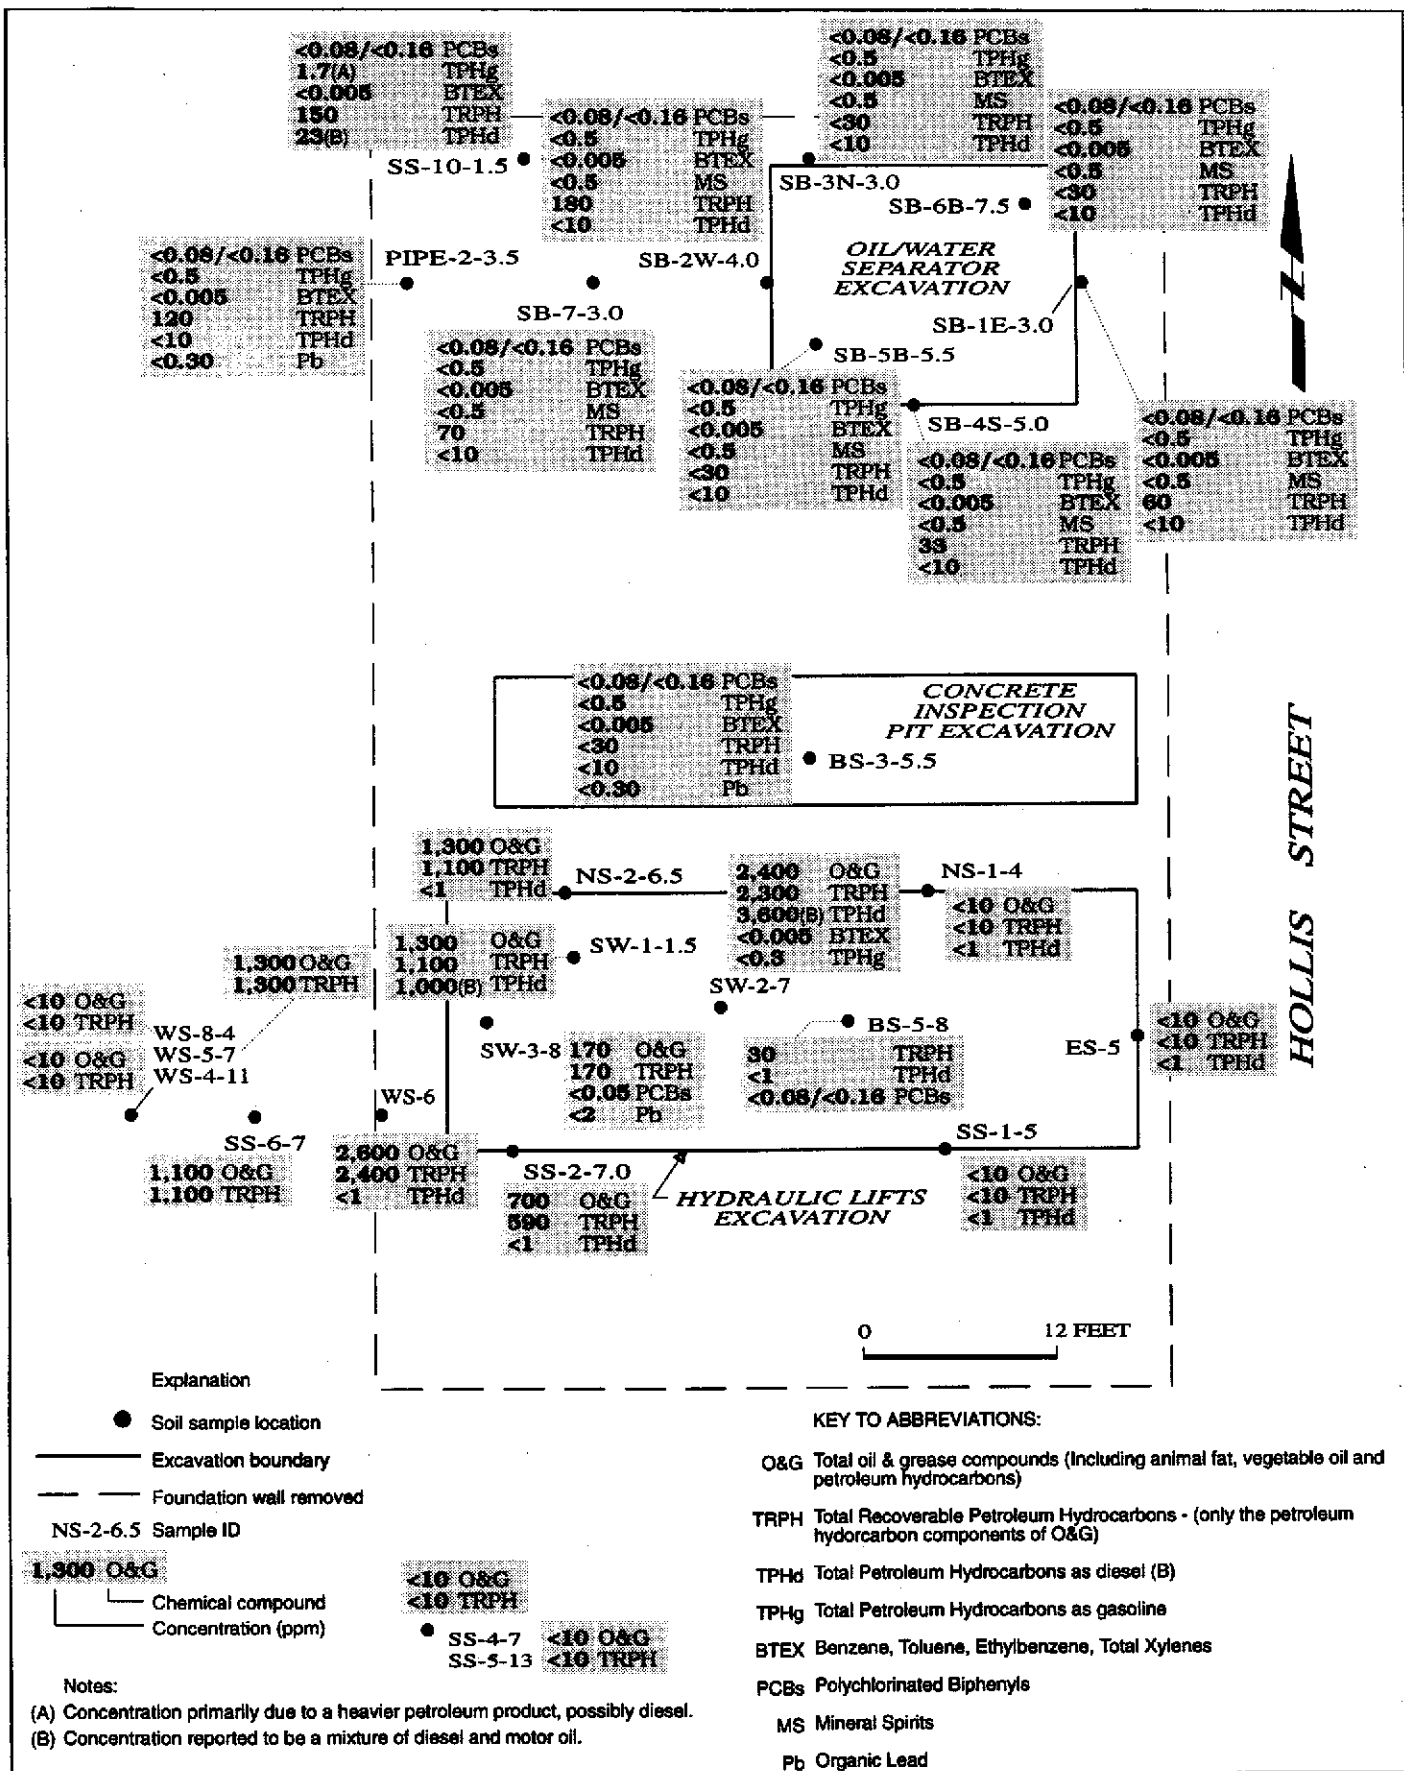 <0.08/<0.16 PCBs
1.7(A) TPHg
<0.005 BTEX
150 TRPH
23(B) TPHd
SS-10-1.5
<0.08/<0.16 PCBs
<0.5 TPHg
<0.005 BTEX
<0.5 MS
180 TRPH
<10 TPHd
SB-2W-4.0
<0.08/<0.16 PCBs
<0.5 TPHg
<0.005 BTEX
<0.5 MS
<30 TRPH
<10 TPHd
SB-3N-3.0
<0.08/<0.16 PCBs
<0.5 TPHg
<0.005 BTEX
<0.5 MS
<30 TRPH
<10 TPHd
SB-6B-7.5
OIL/WATER
SEPARATOR
EXCAVATION
<0.08/<0.16 PCBs
<0.5 TPHg
<0.005 BTEX
120 TRPH
<10 TPHd
<0.30 Pb
PIPE-2-3.5
SB-7-3.0
<0.08/<0.16 PCBs
<0.5 TPHg
<0.005 BTEX
<0.5 MS
70 TRPH
<10 TPHd
SB-1E-3.0
SB-5B-5.5
<0.08/<0.16 PCBs
<0.5 TPHg
<0.005 BTEX
<0.5 MS
<30 TRPH
<10 TPHd
SB-4S-5.0
<0.08/<0.16 PCBs
<0.5 TPHg
<0.005 BTEX
<0.5 MS
33 TRPH
<10 TPHd
<0.08/<0.16 PCBs
<0.5 TPHg
<0.005 BTEX
<0.5 MS
60 TRPH
<10 TPHd
<0.08/<0.16 PCBs
<0.5 TPHg
<0.005 BTEX
<30 TRPH
<10 TPHd
<0.30 Pb
CONCRETE
INSPECTION
PIT EXCAVATION
BS-3-5.5
HOLLIS STREET
1,300 O&G
1,100 TRPH
<1 TPHd
NS-2-6.5
2,400 O&G
2,300 TRPH
3,600(B) TPHd
<0.005 BTEX
<0.3 TPHg
SW-2-7
NS-1-4
<10 O&G
<10 TRPH
<1 TPHd
1,300 O&G
1,100 TRPH
1,000(B) TPHd
SW-1-1.5
1,300 O&G
1,300 TRPH
<10 O&G
<10 TRPH
<10 O&G
<10 TRPH
WS-8-4
WS-5-7
WS-4-11
SW-3-8
170 O&G
170 TRPH
<0.05 PCBs
<2 Pb
BS-5-8
30 TRPH
<1 TPHd
<0.08/<0.16 PCBs
ES-5
<10 O&G
<10 TRPH
<1 TPHd
WS-6
2,600 O&G
2,400 TRPH
<1 TPHd
SS-6-7
1,100 O&G
1,100 TRPH
SS-2-7.0
700 O&G
590 TRPH
<1 TPHd
HYDRAULIC LIFTS
EXCAVATION
SS-1-5
<10 O&G
<10 TRPH
<1 TPHd
0 12 FEET
Explanation
Soil sample location
Excavation boundary
Foundation wall removed
NS-2-6.5 Sample ID
1,300 O&G
Chemical compound
Concentration (ppm)
<10 O&G
<10 TRPH
SS-4-7
SS-5-13
<10 O&G
<10 TRPH
Notes:
(A) Concentration primarily due to a heavier petroleum product, possibly diesel.
(B) Concentration reported to be a mixture of diesel and motor oil.
KEY TO ABBREVIATIONS:
O&G Total oil & grease compounds (Including animal fat, vegetable oil and
petroleum hydrocarbons)
TRPH Total Recoverable Petroleum Hydrocarbons - (only the petroleum
hydorcarbon components of O&G)
TPHd Total Petroleum Hydrocarbons as diesel (B)
TPHg Total Petroleum Hydrocarbons as gasoline
BTEX Benzene, Toluene, Ethylbenzene, Total Xylenes
PCBs Polychlorinated Biphenyls
MS Mineral Spirits
Pb Organic Lead